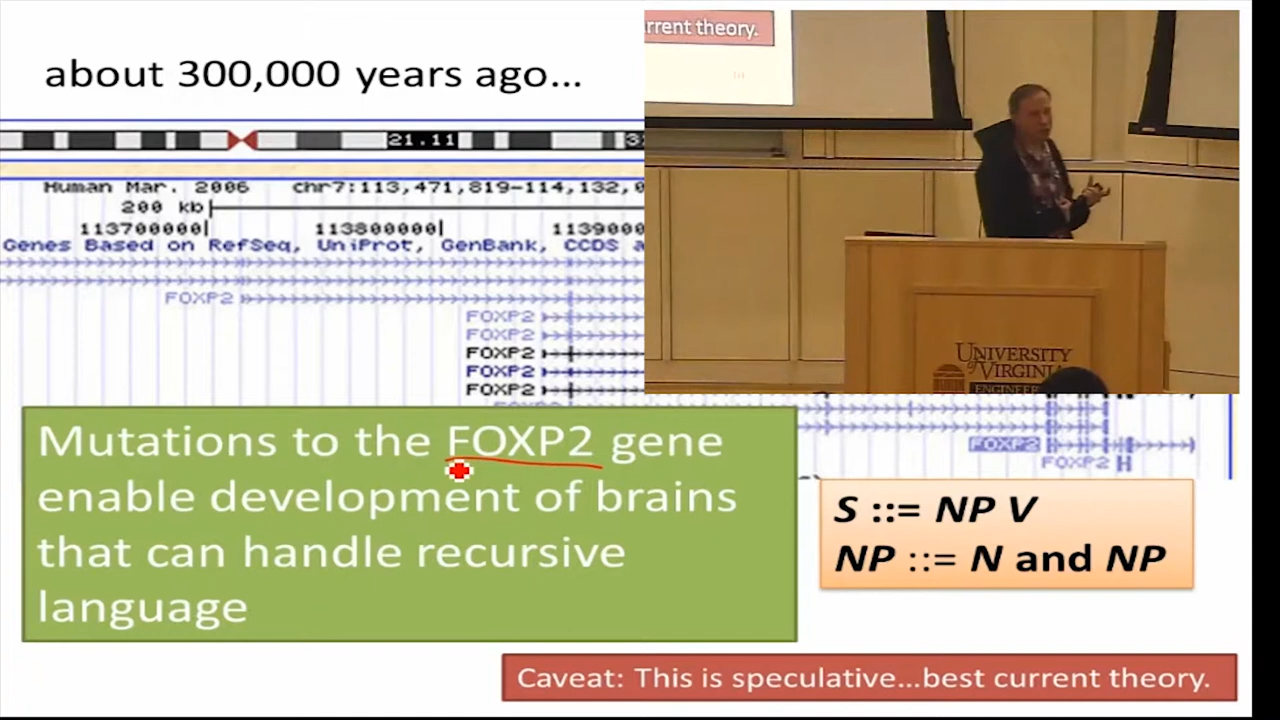 about 300,000 years ago...
rrent theory.
21.11
Human Mar. 2006 chr7:113,471,819-114,132,0
200 kb
113700000 113800000 113900
Genes Based on RefSeq, UniProt, GenBank, CCDS a
FOXP2
FOXP2
FOXP2
FOXP2
FOXP2
FOXP2
UNIVERSITY
of VIRGINIA
ENGINEER
FOXP2
FOXP2
Mutations to the FOXP2 gene
enable development of brains
that can handle recursive
language
S ::= NP V
NP ::= N and NP
Caveat: This is speculative...best current theory.